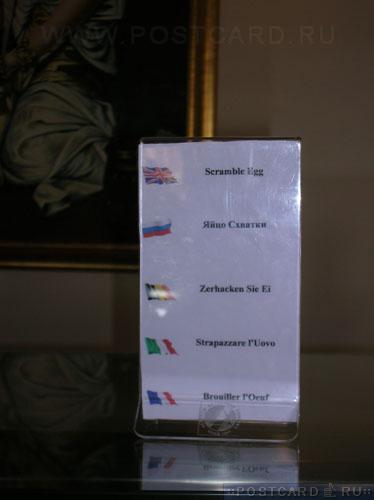 WWW.POSTCARD.RU
Scramble Egg
Яйцо Схватки
Zerhacken Sie Ei
Strapazzare l'Uovo
Brouiller l'Oeuf
::POSTCARD.RU::